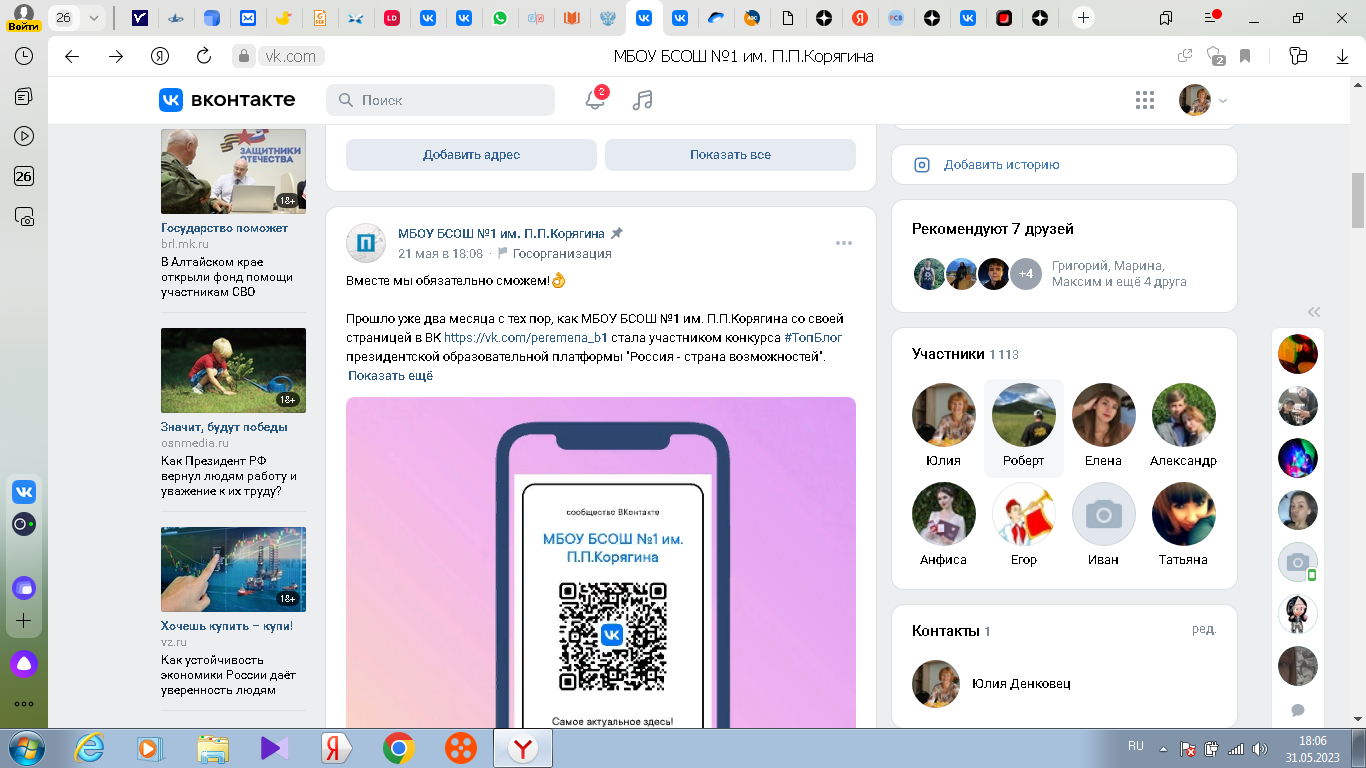 Войти
26
vk.com
МБОУ БСОШ №1 им. П.П.Корягина
2
26
вконтакте
Поиск
2
ЗАЩИТНИКИ
ОТЕЧЕСТВА
18+
Государство поможет
brl.mk.ru
В Алтайском крае
открыли фонд помощи
участникам СВО
18+
Значит, будут победы
osnmedia.ru
Как Президент РФ
вернул людям работу и
уважение к их труду?
18+
Хочешь купить – купи!
vz.ru
Как устойчивость
экономики России даёт
уверенность людям
Добавить адрес
Показать все
МБОУ БСОШ №1 им. П.П.Корягина
21 мая в 18:08 · Госорганизация
Вместе мы обязательно сможем!👌
Прошло уже два месяца с тех пор, как МБОУ БСОШ №1 им. П.П.Корягина со своей
страницей в ВК https://vk.com/peremena_b1 стала участником конкурса #ТопБлог
президентской образовательной платформы "Россия - страна возможностей".
Показать ещё
сообщество ВКонтакте
МБОУ БСОШ №1 им.
П.П.Корягина
Самое актуальное здесь!
Добавить историю
Рекомендуют 7 друзей
+4
Григорий, Марина,
Максим и ещё 4 друга
Участники 1 113
Юлия
Роберт
Елена
Александр
Анфиса
Егор
Иван
Татьяна
Контакты 1
ред.
Юлия Денковец
RU
18:06
31.05.2023